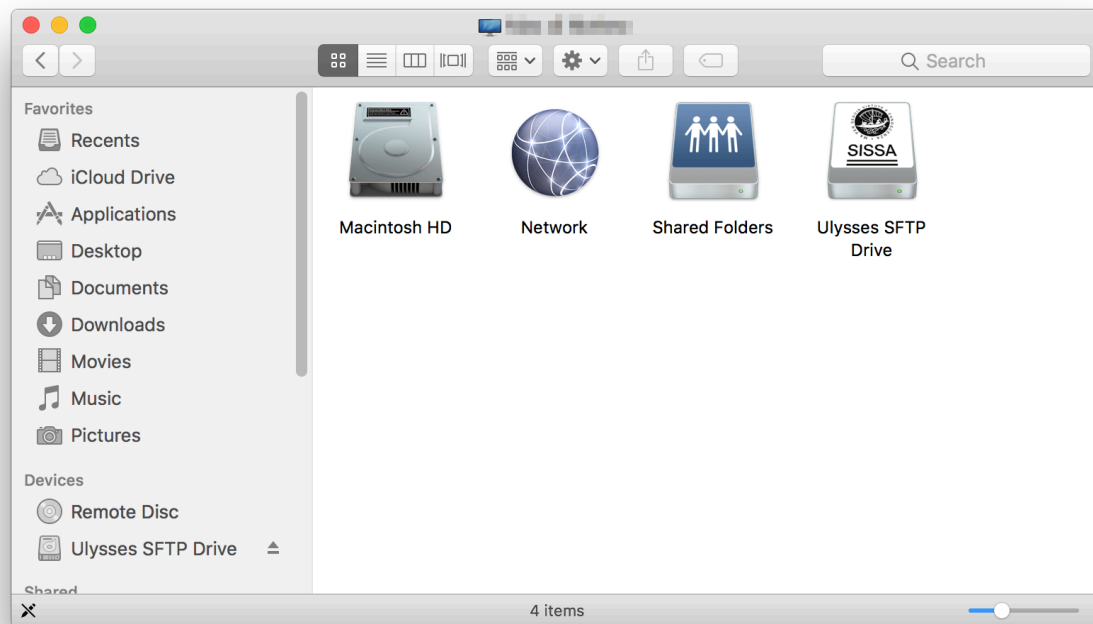 Search
Favorites
Recents
iCloud Drive
Applications
Desktop
Documents
Downloads
Movies
Music
Pictures
Devices
Remote Disc
Ulysses SFTP Drive
Shared
Macintosh HD
Network
Shared Folders
SISSA
Ulysses SFTP
Drive
4 items